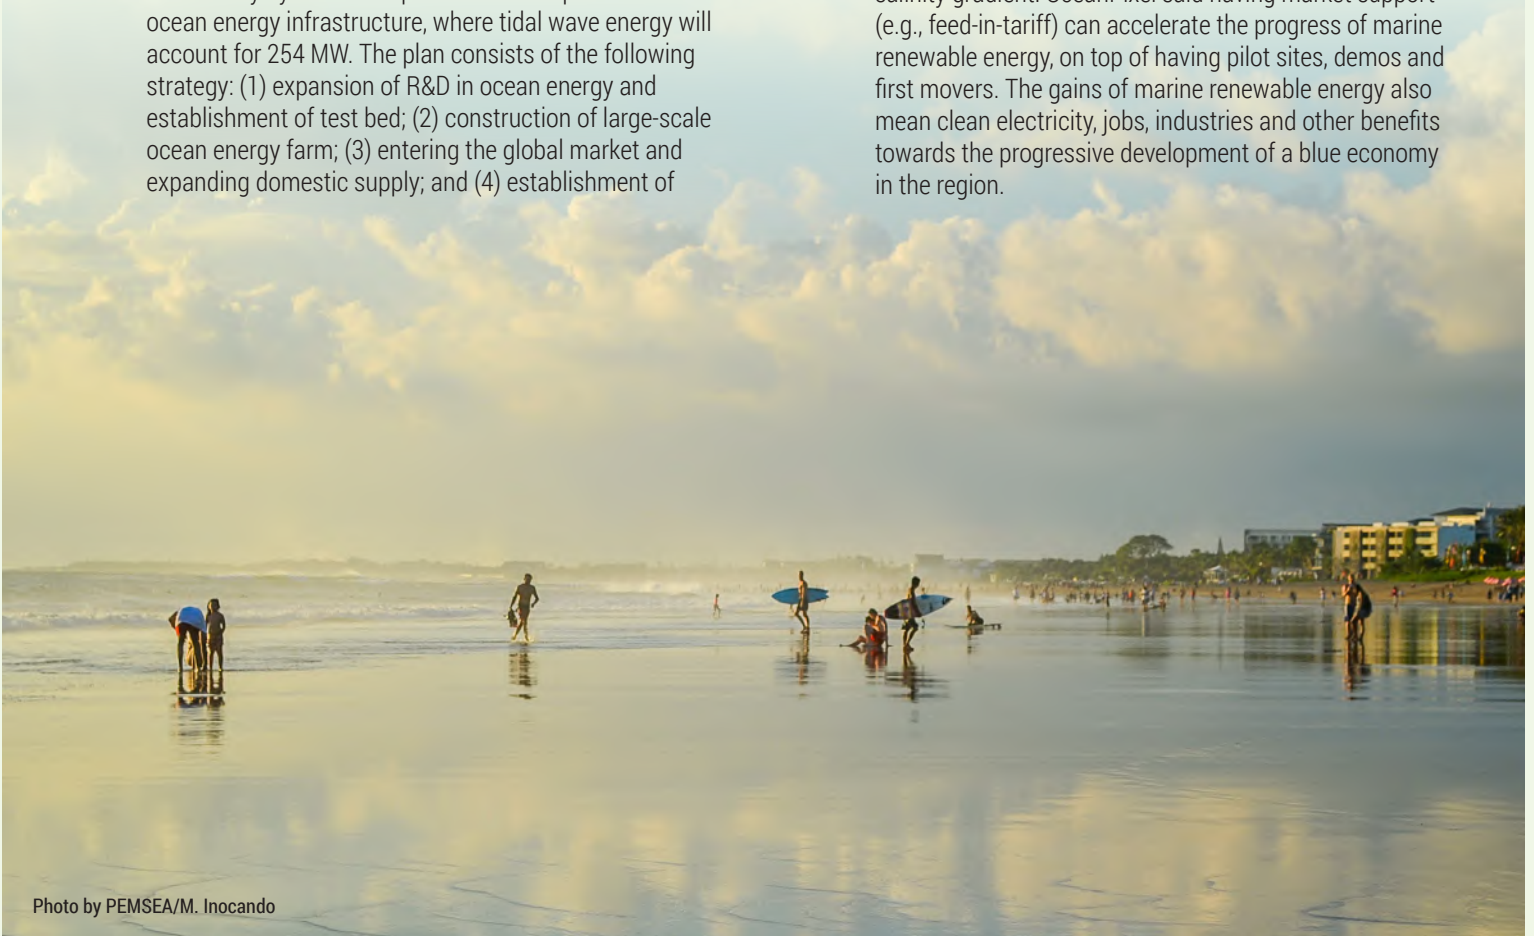 ocean energy infrastructure, where tidal wave energy will
account for 254 MW. The plan consists of the following
strategy: (1) expansion of R&D in ocean energy and
establishment of test bed; (2) construction of large-scale
ocean energy farm; (3) entering the global market and
expanding domestic supply; and (4) establishment of
(e.g., feed-in-tariff) can accelerate the progress of marine
renewable energy, on top of having pilot sites, demos and
first movers. The gains of marine renewable energy also
mean clean electricity, jobs, industries and other benefits
towards the progressive development of a blue economy
in the region.
Photo by PEMSEA/M. Inocando